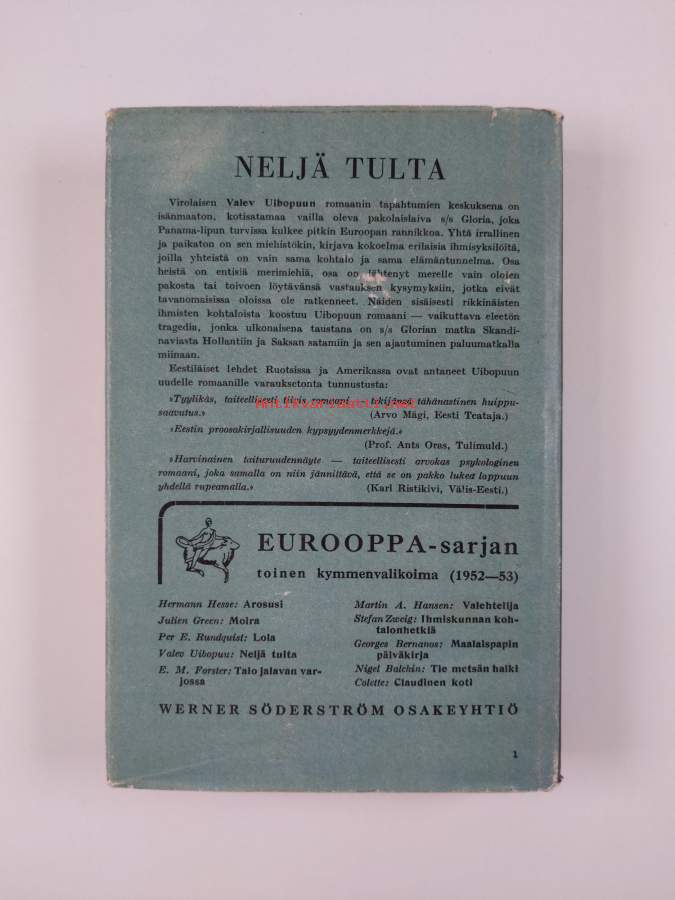 NELJÄ TULTA
Virolaisen Valev Uibopuun romaanin tapahtumien keskuksena on
isänmaaton, kotisatamaa vailla oleva pakolaislaiva s/s Gloria, joka
Panama-lipun turvissa kulkee pitkin Euroopan rannikkoa. Yhtä irrallinen
ja paikaton on sen miehistökin, kirjava kokoelma erilaisia ihmisyksilöitä,
joilla yhteistä on vain sama kohtalo ja sama elämäntunnelma. Osa
heistä on entisiä merimiehiä, osa on lähtenyt merelle vain olojen
pakosta tai toivoen löytävänsä vastauksen kysymyksiin, jotka eivät
tavanomaisissa oloissa ole ratkenneet. Näiden sisäisesti rikkinäisten
ihmisten kohtaloista koostuu Uibopuun romaani — vaikuttava eleetön
tragedia, jonka ulkonaisena taustana on s/s Glorian matka Skandi-
naviasta Hollantiin ja Saksan satamiin ja sen ajautuminen paluumatkalla
miinaan.
Eestiläiset lehdet Ruotsissa ja Amerikassa ovat antaneet Uibopuun
uudelle romaanille varauksetonta tunnustusta:
»Tyylikäs, taiteellisesti tiivis romaani — tekijänsä tähänastinen huippu-
saavutus.» (Arvo Mägi, Eesti Teataja.)
antikvariaatti.net
»Eestin proosakirjallisuuden kypsyydenmerkkejä.»
(Prof. Ants Oras, Tulimuld.)
»Harvinainen taituruudennäyte — taiteellisesti arvokas psykologinen
romaani, joka samalla on niin jännittävä, että se on pakko lukea loppuun
yhdellä rupeamalla.» (Karl Ristikivi, Välis-Eesti.)
EUROOPPA-sarjan
toinen kymmenvalikoima (1952—53)
Hermann Hesse: Arosusi
Julien Green: Moira
Per E. Rundquist: Lola
Valev Uibopuu: Neljä tulta
E. M. Forster: Talo jalavan var-
jossa
Martin A. Hansen: Valehtelija
Stefan Zweig: Ihmiskunnan koh-
talonhetkiä
Georges Bernanos: Maalaispapin
päiväkirja
Nigel Balchin: Tie metsän halki
Colette: Claudinen koti
WERNER SÖDERSTRÖM OSAKEYHTIÖ
1